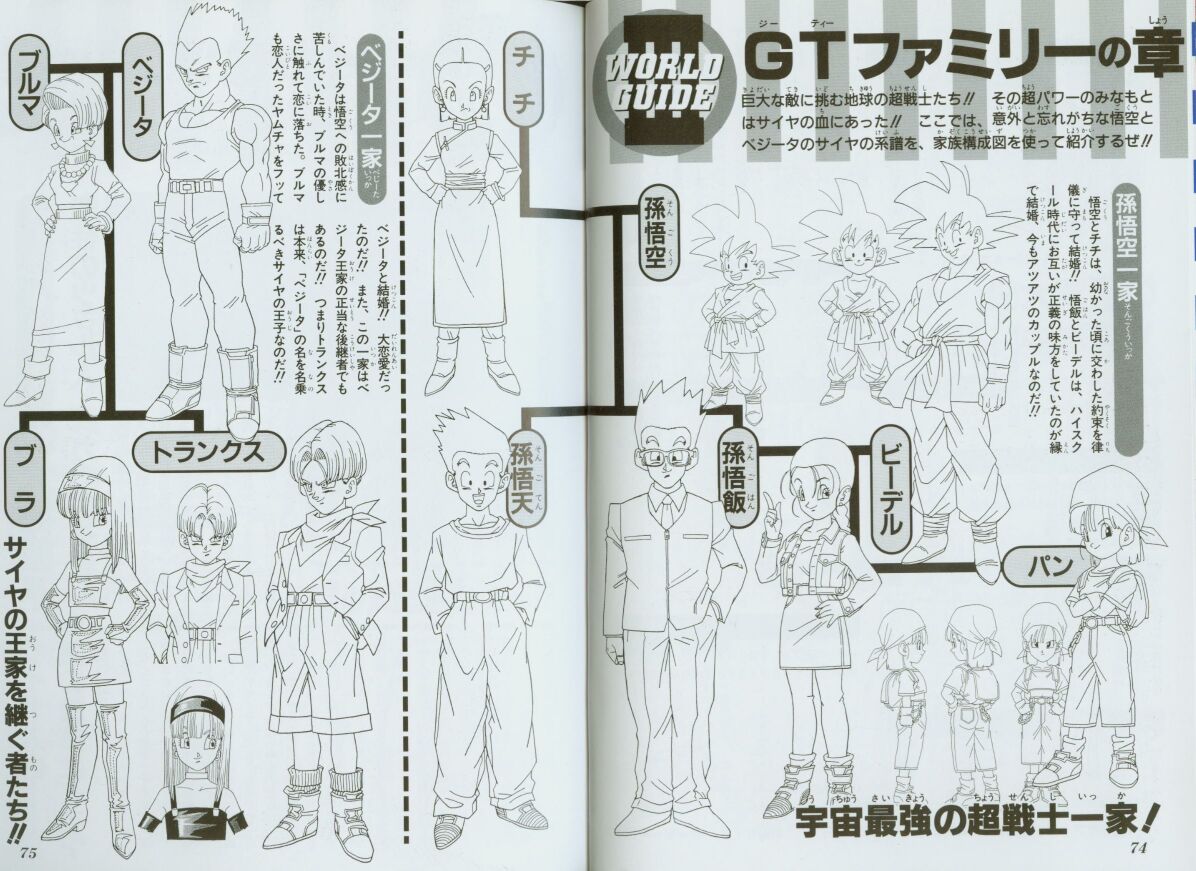 WORLD
GUIDE
II
GTファミリーの章
巨大な敵に挑む地球の超戦士たち!! その超パワーのみなもと
はサイヤの血にあった!! ここでは、意外と忘れがちな悟空と
ベジータのサイヤの系譜を、家族構成図を使って紹介するぜ!!
孫悟空一家
悟空とチチは、幼かった頃に交わした約束を律
儀に守って結婚!! 悟飯とビーデルは、ハイスク
ール時代にお互いが正義の味方をしていたのが縁
で結婚、今もアツアツのカップルなのだ!!
孫悟空
チチ
孫悟飯
ビーデル
パン
孫悟天
宇宙最強の超戦士一家!
74
ベジータ一家
ベジータは悟空への敗北感に
苦しんでいた時、ブルマの優し
さに触れて恋に落ちた。ブルマ
も恋人だったヤムチャをフッて
ベジータと結婚!! 大恋愛だっ
たのだ!! また、この一家はベ
ジータ王家の正当な後継者でも
あるのだ!! つまりトランクス
は本来、「ベジータ」の名を名乗
るべきサイヤの王子なのだ!!
ベジータ
ブルマ
トランクス
ブラ
サイヤの王家を継ぐ者たち!!
75